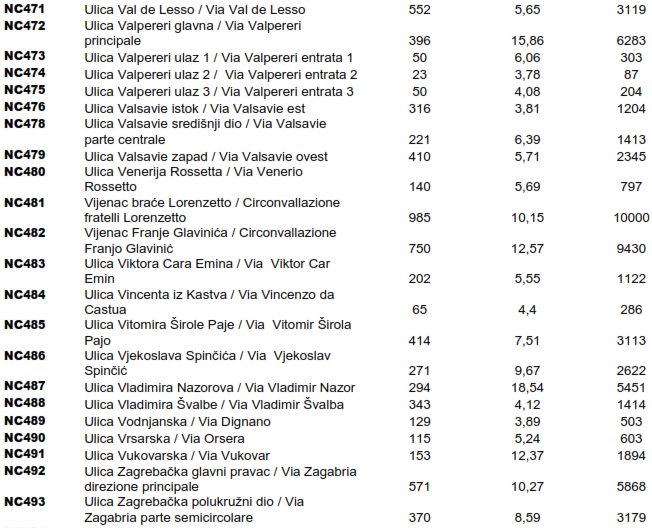 NC471 Ulica Val de Lesso / Via Val de Lesso 552 5,65 3119
NC472 Ulica Valpereri glavna / Via Valpereri
principale 396 15,86 6283
NC473 Ulica Valpereri ulaz 1 / Via Valpereri entrata 1 50 6,06 303
NC474 Ulica Valpereri ulaz 2 / Via Valpereri entrata 2 23 3,78 87
NC475 Ulica Valpereri ulaz 3 / Via Valpereri entrata 3 50 4,08 204
NC476 Ulica Valsavie istok / Via Valsavie est 316 3,81 1204
NC478 Ulica Valsavie središnji dio / Via Valsavie
parte centrale 221 6,39 1413
NC479 Ulica Valsavie zapad / Via Valsavie ovest 410 5,71 2345
NC480 Ulica Venerija Rossetta / Via Venerio
Rossetto 140 5,69 797
NC481 Vijenac braće Lorenzetto / Circonvallazione
fratelli Lorenzetto 985 10,15 10000
NC482 Vijenac Franje Glavinića / Circonvallazione
Franjo Glavinić 750 12,57 9430
NC483 Ulica Viktora Cara Emina / Via Viktor Car
Emin 202 5,55 1122
NC484 Ulica Vincenta iz Kastva / Via Vincenzo da
Castua 65 4,4 286
NC485 Ulica Vitomira Širole Paje / Via Vitomir Širola
Pajo 414 7,51 3113
NC486 Ulica Vjekoslava Spinčića / Via Vjekoslav
Spinčić 271 9,67 2622
NC487 Ulica Vladimira Nazorova / Via Vladimir Nazor 294 18,54 5451
NC488 Ulica Vladimira Švalbe / Via Vladimir Švalba 343 4,12 1414
NC489 Ulica Vodnjanska / Via Dignano 129 3,89 503
NC490 Ulica Vrsarska / Via Orsera 115 5,24 603
NC491 Ulica Vukovarska / Via Vukovar 153 12,37 1894
NC492 Ulica Zagrebačka glavni pravac / Via Zagabria
direzione principale 571 10,27 5868
NC493 Ulica Zagrebačka polukružni dio / Via
Zagabria parte semicircolare 370 8,59 3179